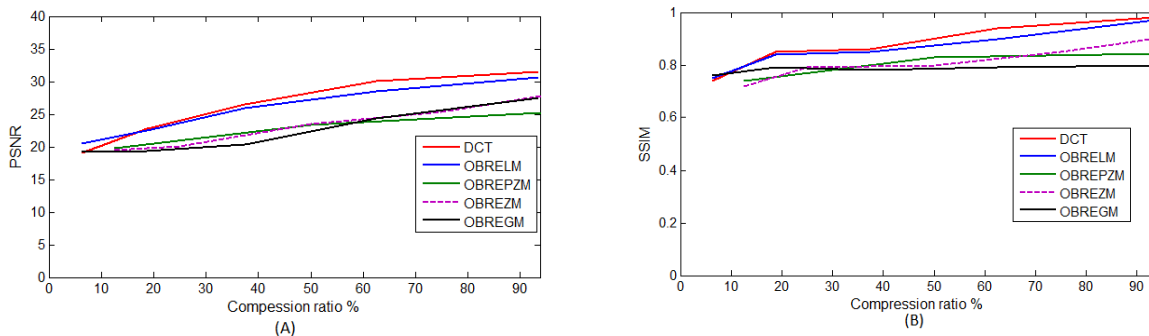 40
35
30
25
20
15
10
5
0
PSNR
DCT
OBRELM
OBREPZM
OBREZM
OBREGM
0 10 20 30 40 50 60 70 80 90
Compession ratio %
(A)
1
0.8
0.6
0.4
0.2
0
SSIM
DCT
OBRELM
OBREPZM
OBREZM
OBREGM
0 10 20 30 40 50 60 70 80 90
Compression ratio %
(B)